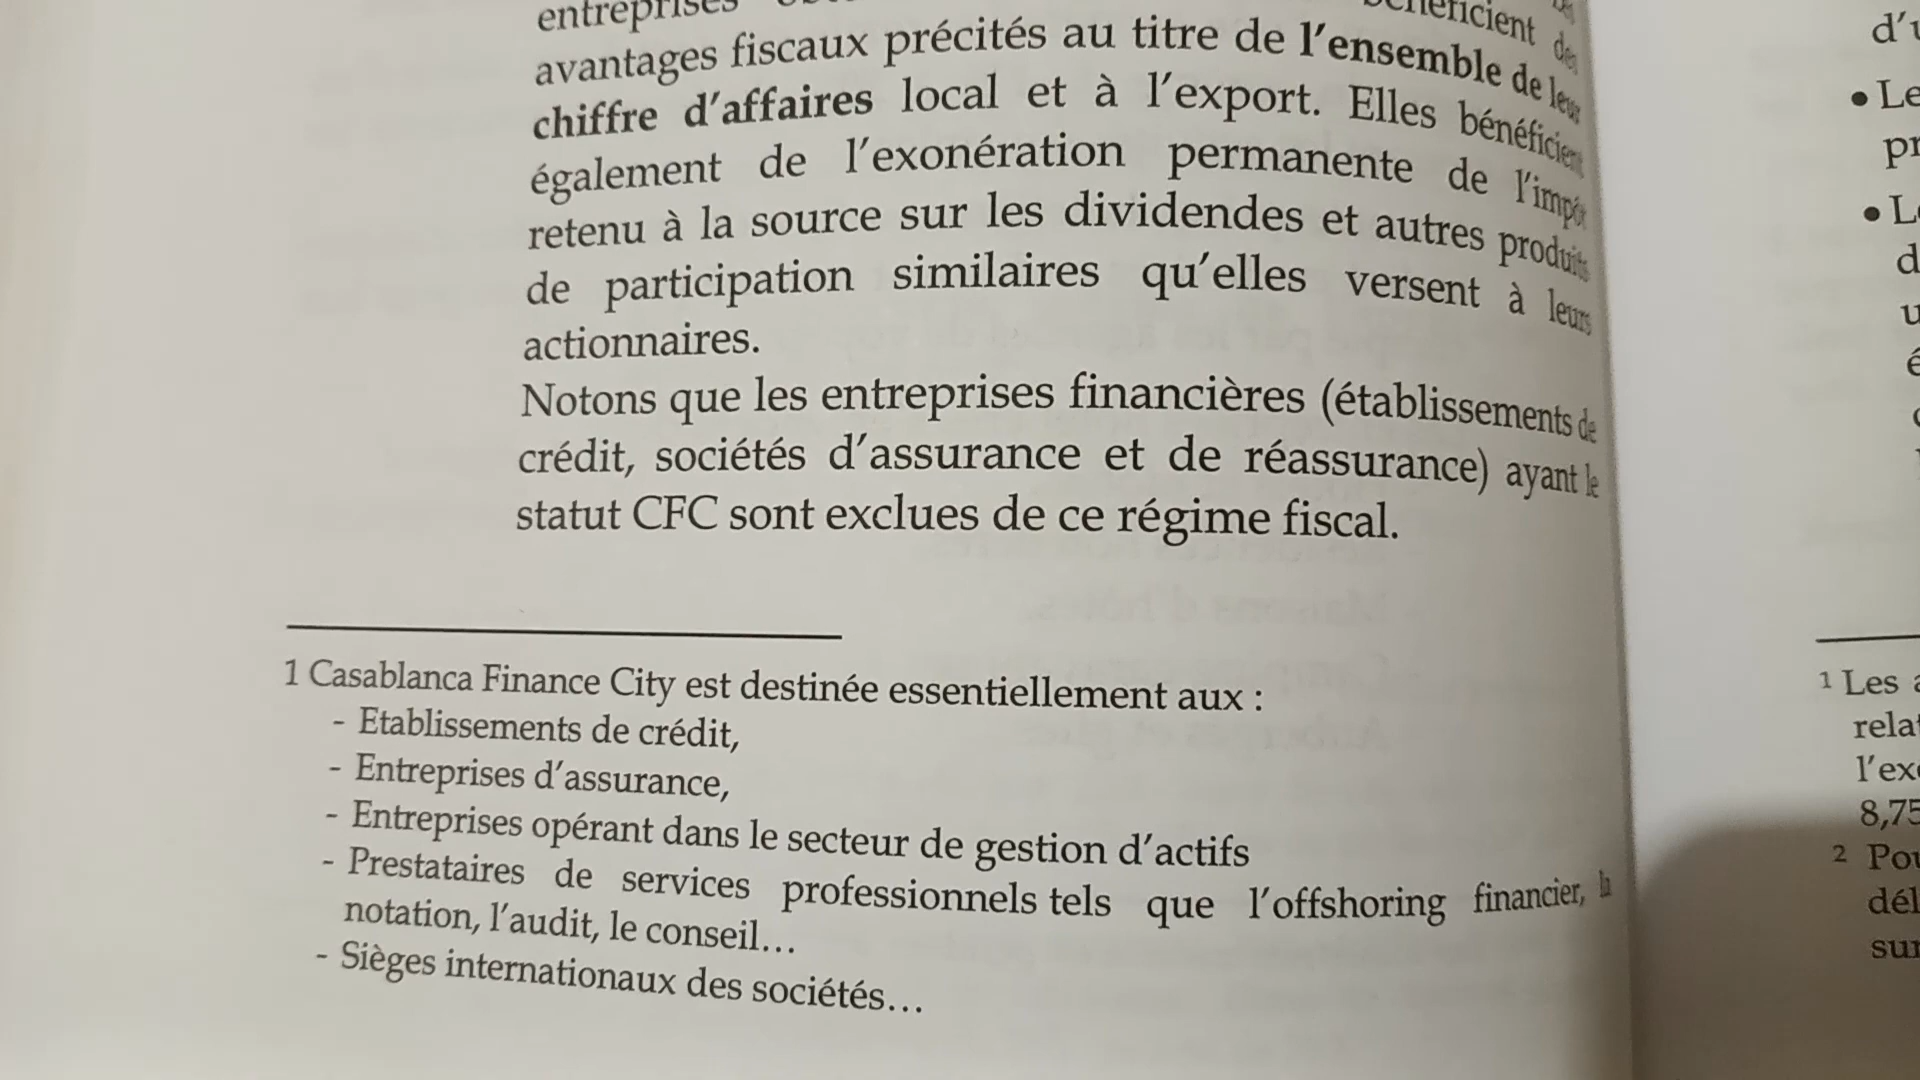 entreprises
bénéficient des
avantages fiscaux précités au titre de l'ensemble de leur
chiffre d'affaires local et à l'export. Elles bénéficient
également de l'exonération permanente de l'impôt
retenu à la source sur les dividendes et autres produits
de participation similaires qu'elles versent à leurs
actionnaires.
Notons que les entreprises financières (établissements de
crédit, sociétés d'assurance et de réassurance) ayant le
statut CFC sont exclues de ce régime fiscal.
1 Casablanca Finance City est destinée essentiellement aux :
- Etablissements de crédit,
- Entreprises d'assurance,
- Entreprises opérant dans le secteur de gestion d'actifs
- Prestataires de services professionnels tels que l'offshoring financier, la
notation, l'audit, le conseil...
- Sièges internationaux des sociétés...
• Le
1 Les
8,75
2
sur